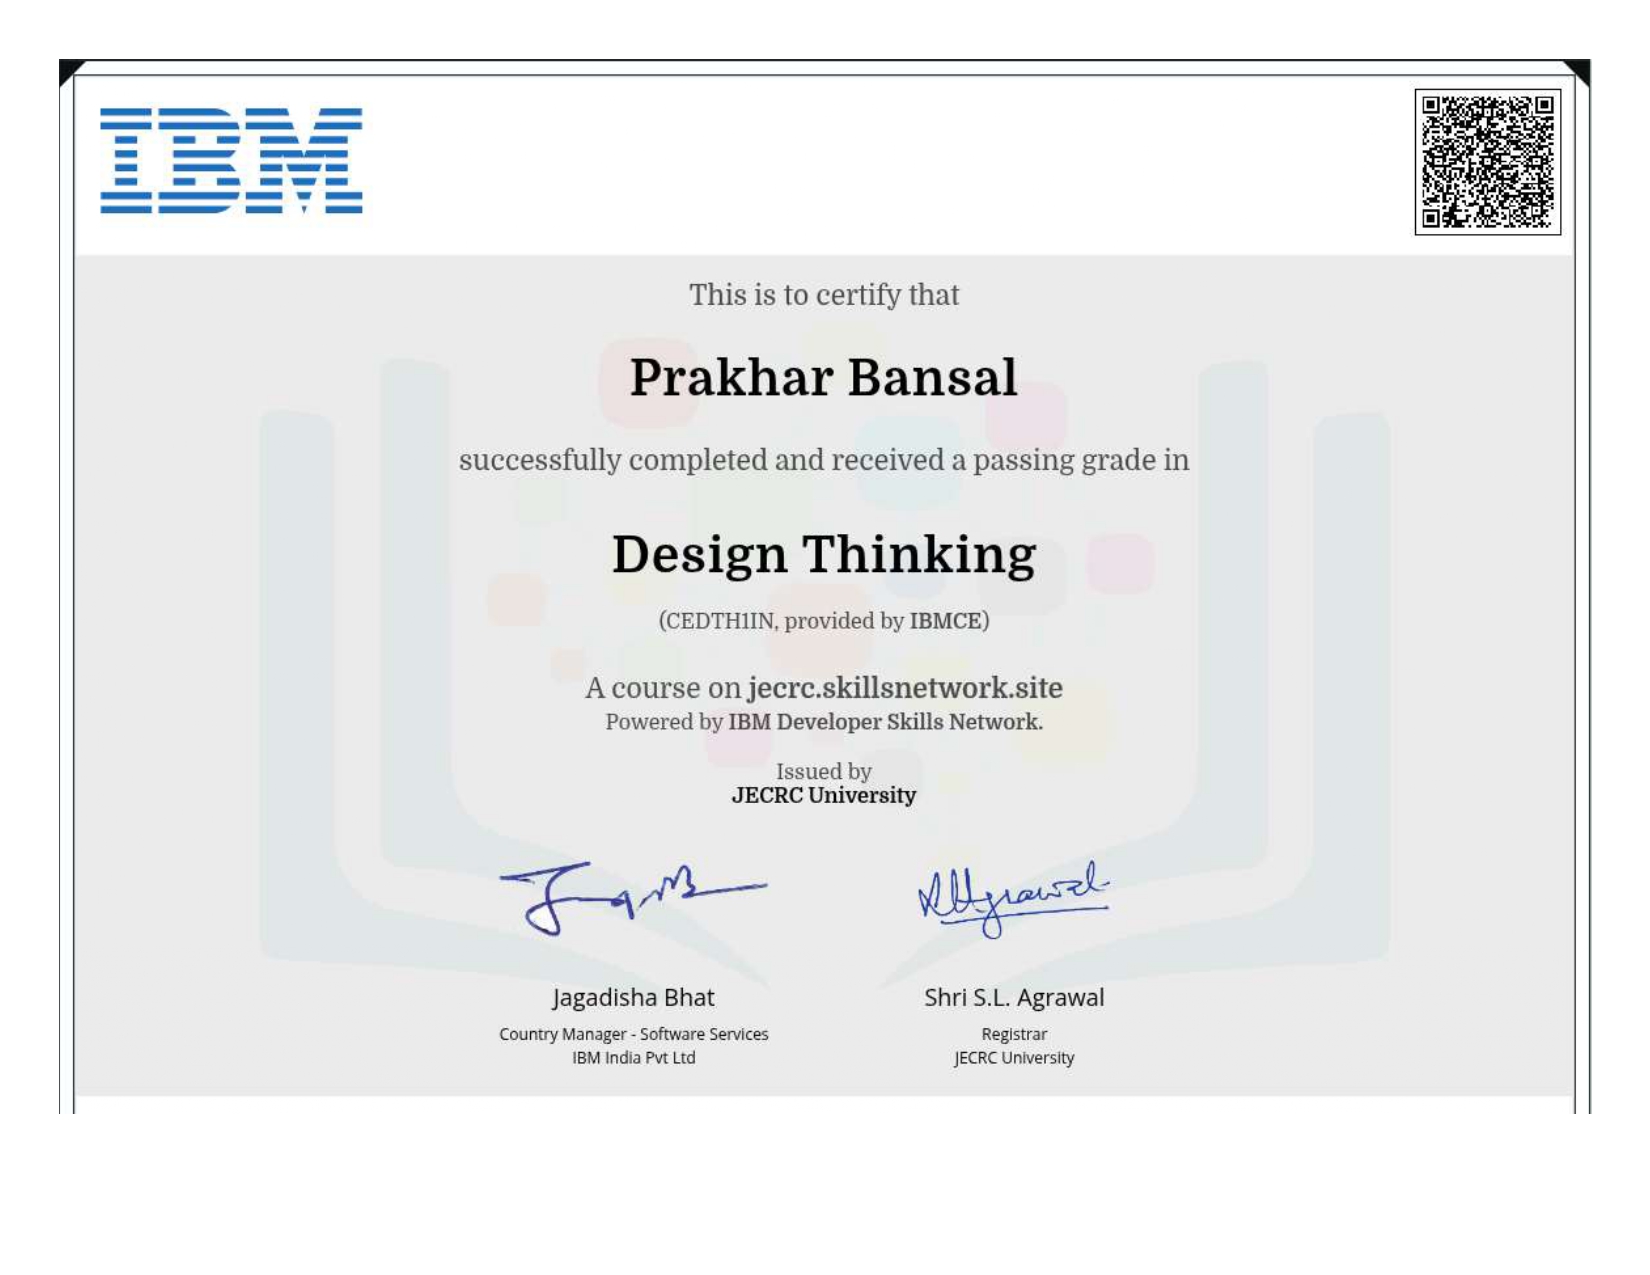 IBM
This is to certify that
Prakhar Bansal
successfully completed and received a passing grade in
Design Thinking
(CEDTH1IN, provided by IBMCE)
A course on jecrc.skillsnetwork.site
Powered by IBM Developer Skills Network.
Issued by
JECRC University
Jagadisha Bhat
Shri S.L. Agrawal
Country Manager - Software Services
Registrar
IBM India Pvt Ltd
JECRC University